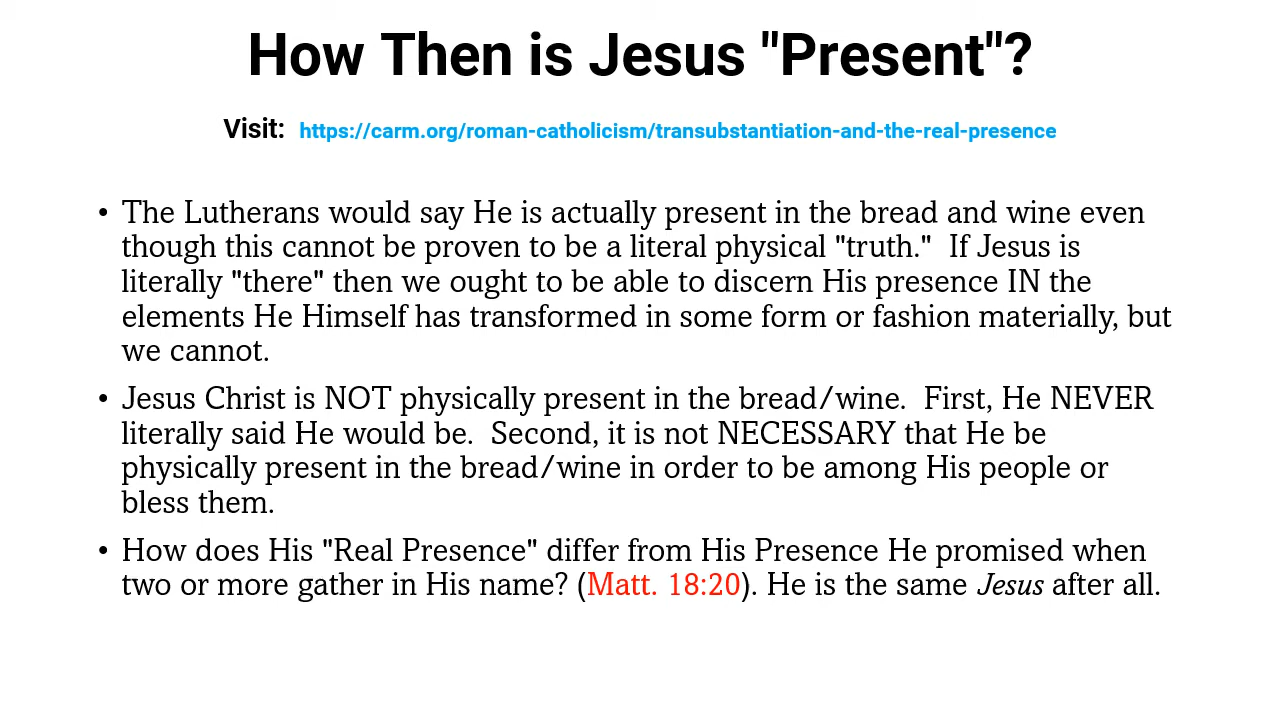 How Then is Jesus "Present"?
Visit: https://carm.org/roman-catholicism/transubstantiation-and-the-real-presence
• The Lutherans would say He is actually present in the bread and wine even
though this cannot be proven to be a literal physical "truth." If Jesus is
literally "there" then we ought to be able to discern His presence IN the
elements He Himself has transformed in some form or fashion materially, but
we cannot.
• Jesus Christ is NOT physically present in the bread/wine. First, He NEVER
literally said He would be. Second, it is not NECESSARY that He be
physically present in the bread/wine in order to be among His people or
bless them.
• How does His "Real Presence" differ from His Presence He promised when
two or more gather in His name? (Matt. 18:20). He is the same Jesus after all.